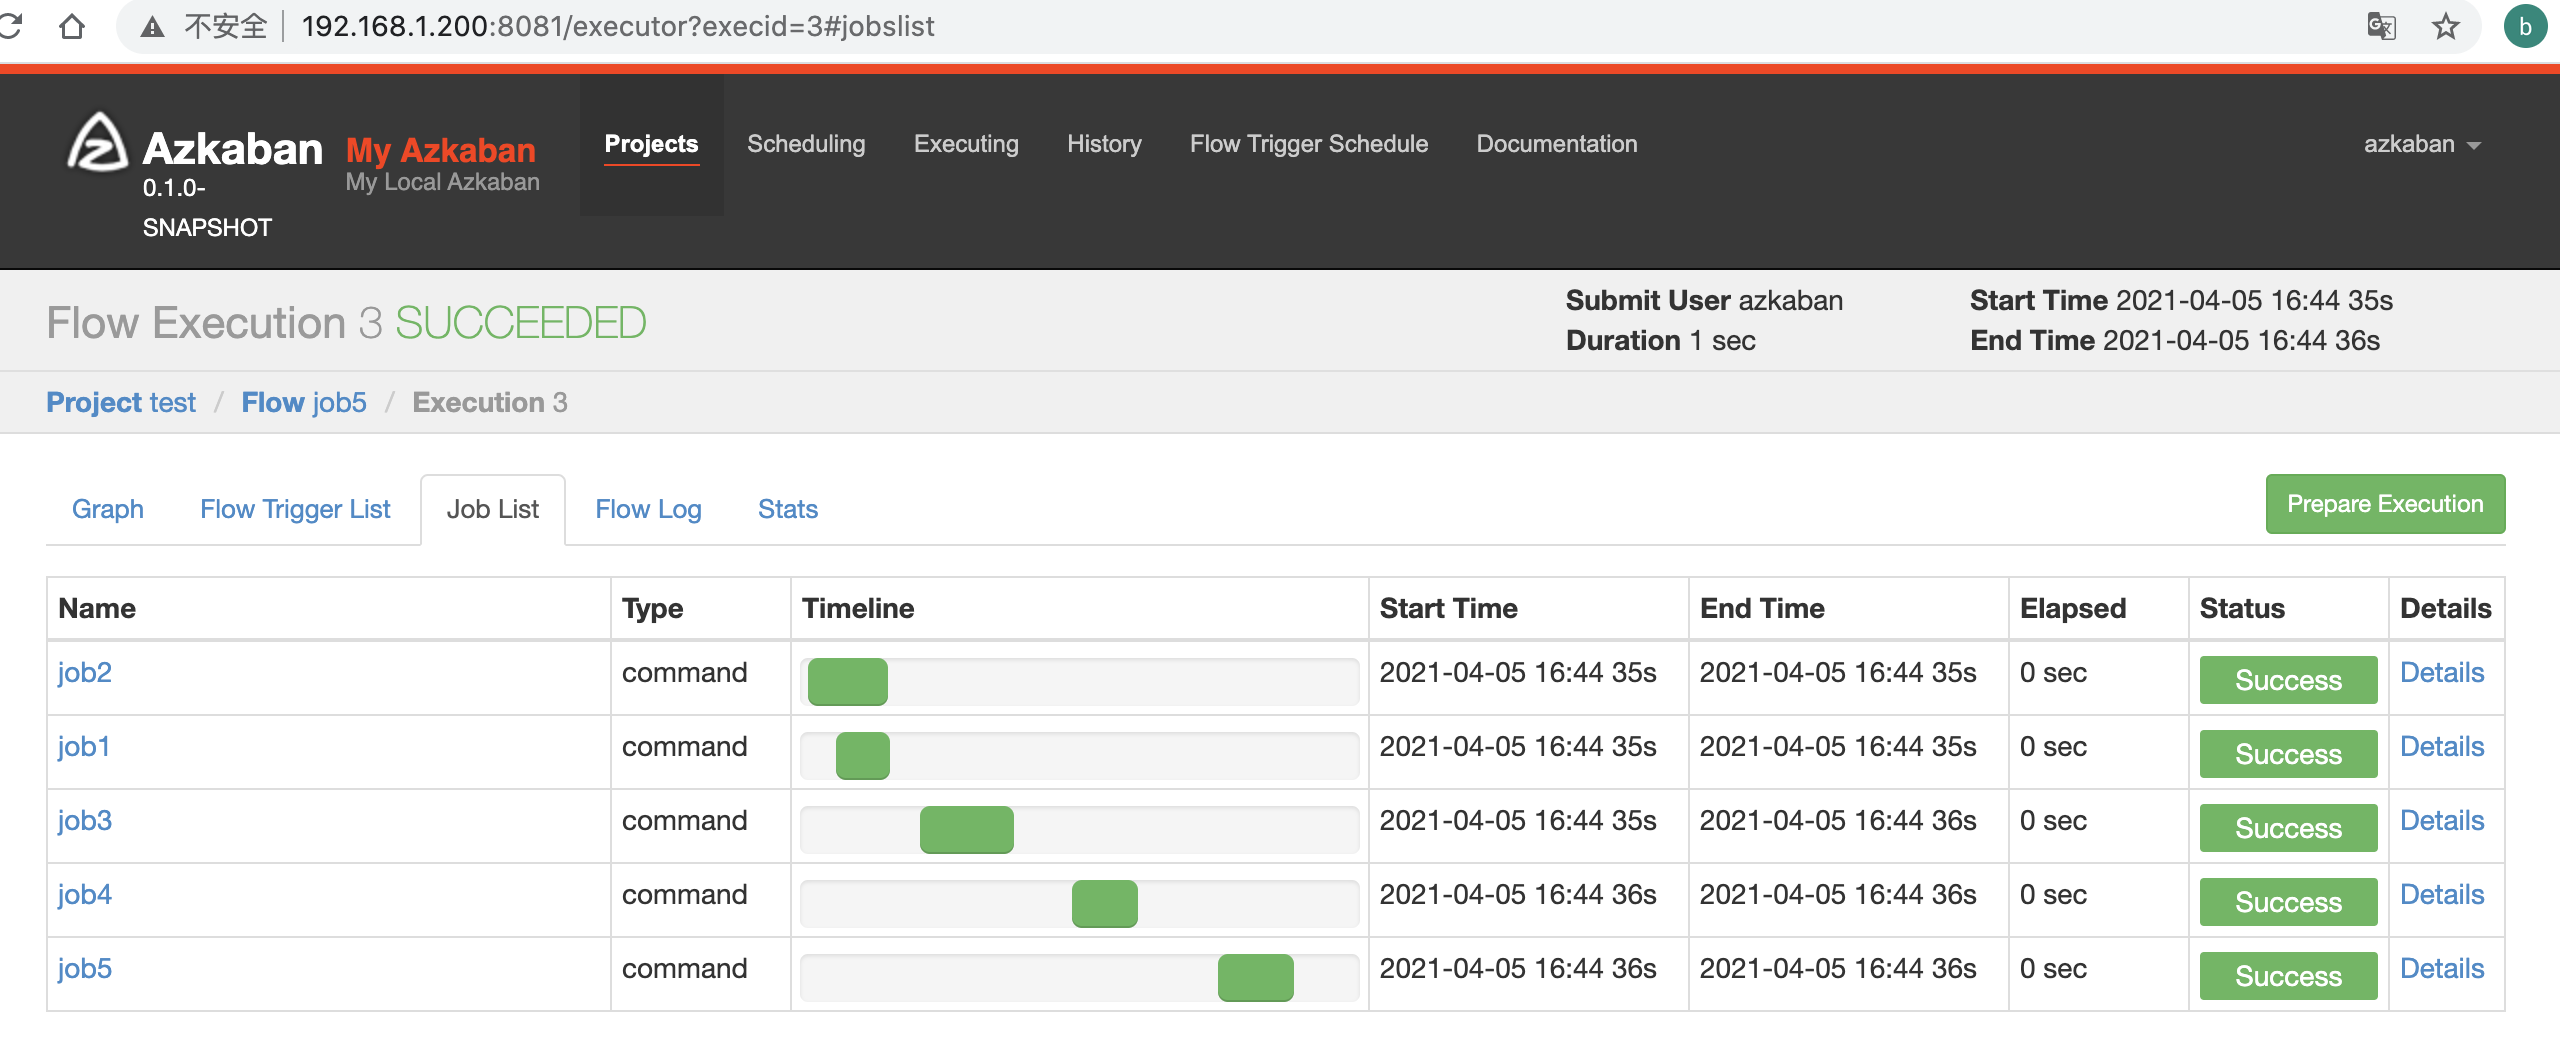 不安全 192.168.1.200:8081/executor?execid=3#jobslist b
Azkaban My Azkaban Projects Scheduling Executing History Flow Trigger Schedule Documentation azkaban
0.1.0- My Local Azkaban
SNAPSHOT
Flow Execution 3 SUCCEEDED
Submit User azkaban Start Time 2021-04-05 16:44 35s
Duration 1 sec End Time 2021-04-05 16:44 36s
Project test / Flow job5 / Execution 3
Graph Flow Trigger List Job List Flow Log Stats Prepare Execution
Name Type Timeline Start Time End Time Elapsed Status Details
job2 command 2021-04-05 16:44 35s 2021-04-05 16:44 35s 0 sec Success Details
job1 command 2021-04-05 16:44 35s 2021-04-05 16:44 35s 0 sec Success Details
job3 command 2021-04-05 16:44 35s 2021-04-05 16:44 36s 0 sec Success Details
job4 command 2021-04-05 16:44 36s 2021-04-05 16:44 36s 0 sec Success Details
job5 command 2021-04-05 16:44 36s 2021-04-05 16:44 36s 0 sec Success Details